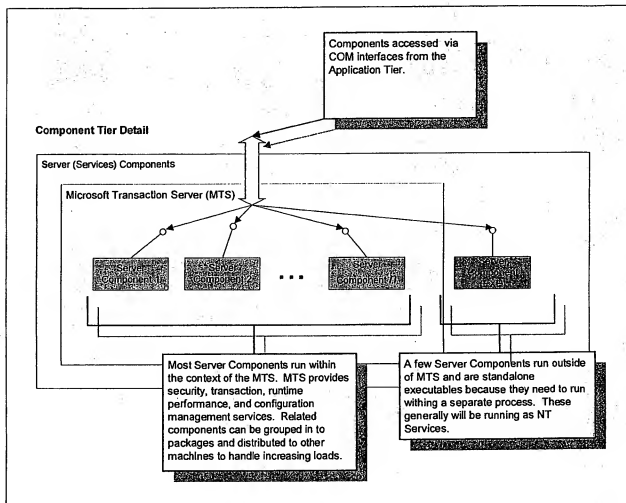 Components accessed via
COM interfaces from the
Application Tier.
Component Tier Detail
Server (Services) Components
Microsoft Transaction Server (MTS)
Server
Component 1
Server
Component 2
...
Server
Component n
Server
Most Server Components run within
the context of the MTS. MTS provides
security, transaction, runtime
performance, and configuration
management services. Related
components can be grouped in to
packages and distributed to other
machines to handle increasing loads.
A few Server Components run outside
of MTS and are standalone
executables because they need to run
withing a separate process. These
generally will be running as NT
Services.